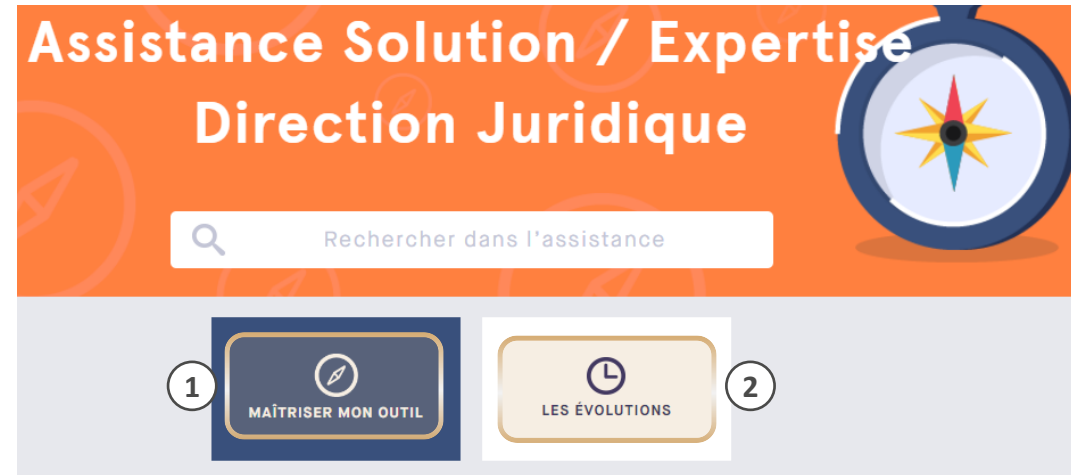 Assistance Solution / Expertise
Direction Juridique
Rechercher dans l'assistance
1
MAÎTRISER MON OUTIL
LES ÉVOLUTIONS
2